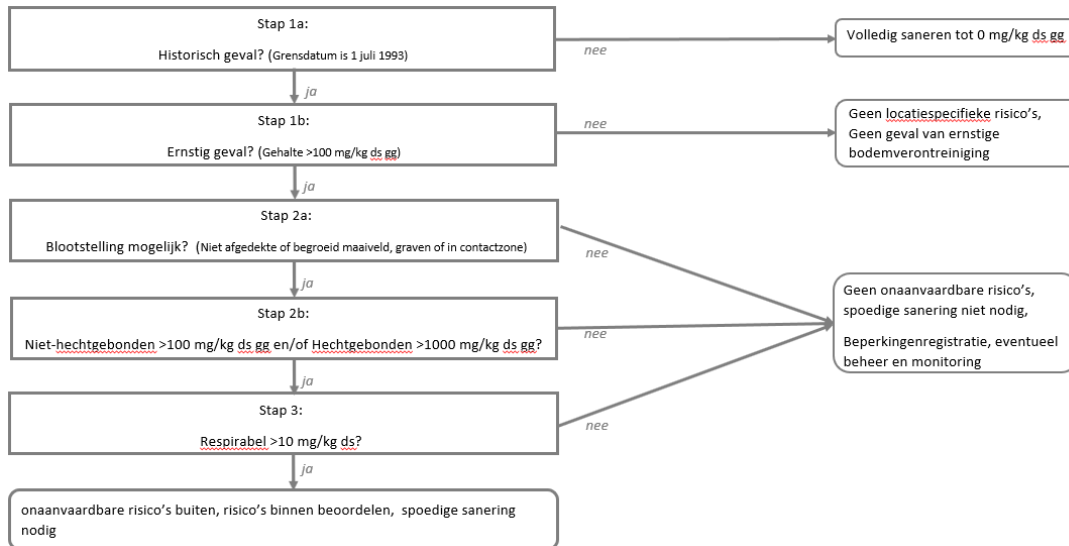 Stap 1a:
Historisch geval? (Grensdatum is 1 juli 1993)
nee
Volledig saneren tot 0 mg/kg ds gg
ja
Stap 1b:
Ernstig geval? (Gehalte >100 mg/kg ds gg)
nee
Geen locatiespecifieke risico's,
Geen geval van ernstige
bodemverontreiniging
ja
Stap 2a:
Blootstelling mogelijk? (Niet afgedekte of begroeid maaiveld, graven of in contactzone)
nee
ja
Stap 2b:
Niet-hechtgebonden >100 mg/kg ds gg en/of Hechtgebonden >1000 mg/kg ds gg?
nee
Geen onaanvaardbare risico's,
spoedige sanering niet nodig,
Beperkingenregistratie, eventueel
beheer en monitoring
ja
Stap 3:
Respirabel >10 mg/kg ds?
nee
ja
onaanvaardbare risico's buiten, risico's binnen beoordelen, spoedige sanering
nodig